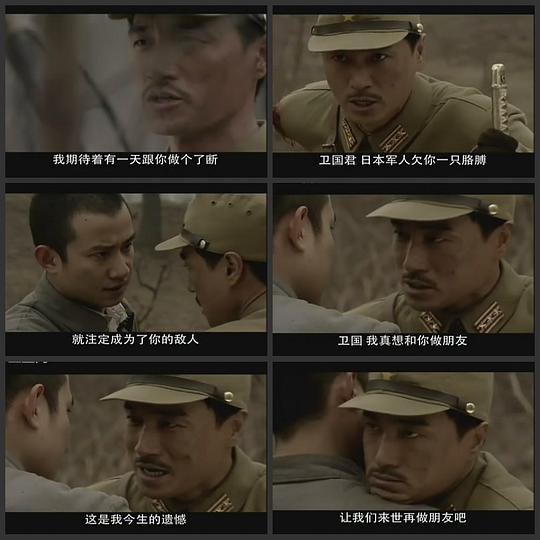 我期待着有一天跟你做个了断
卫国君 日本军人欠你一只胳膊
就注定成为了你的敌人
卫国 我真想和你做朋友
这是我今生的遗憾
让我们来世再做朋友吧